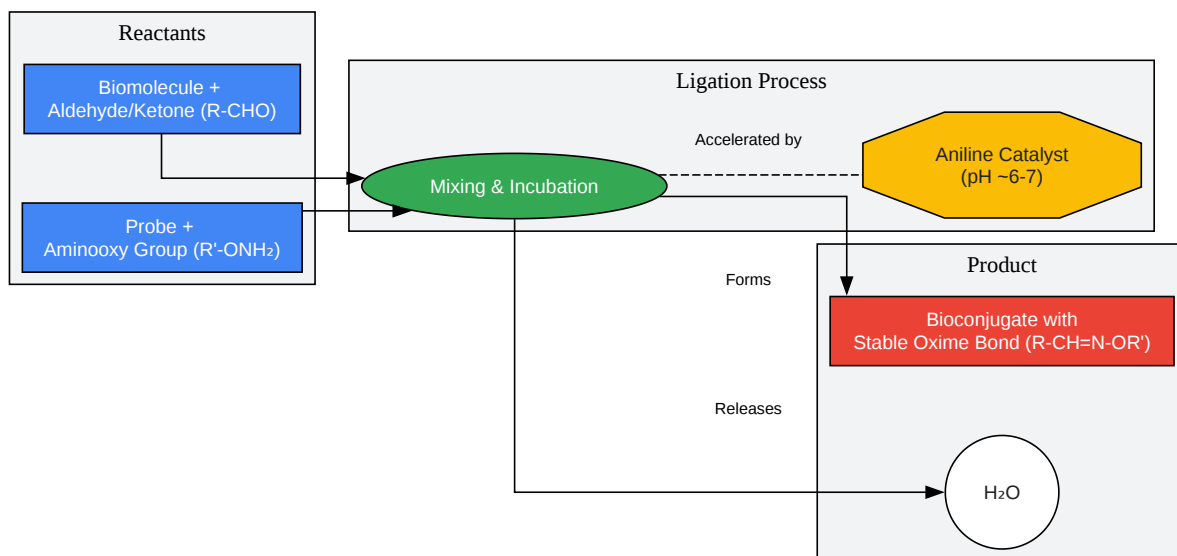 Reactants
Biomolecule +
Aldehyde/Ketone (R-CHO)
Probe +
Aminooxy Group (R'-ONH₂)
Ligation Process
Mixing & Incubation
Accelerated by
Aniline Catalyst
(pH ~6-7)
Forms
Releases
Product
Bioconjugate with
Stable Oxime Bond (R-CH=N-OR')
H₂O